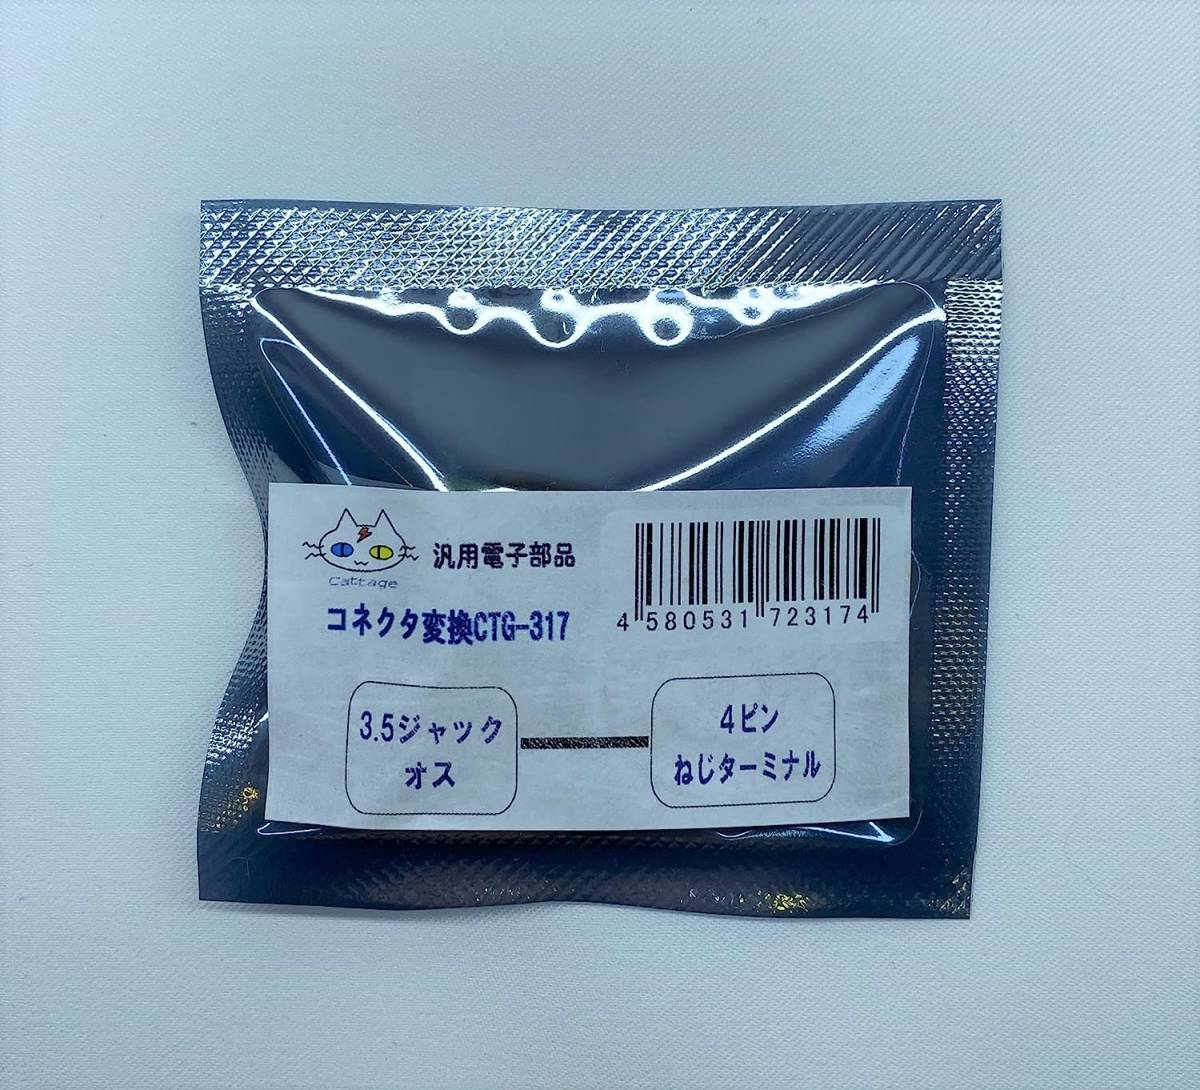 Cattage
汎用電子部品
コネクタ変換CTG-317
4 580531 723174
3.5ジャック
オス
4ピン
ねじターミナル